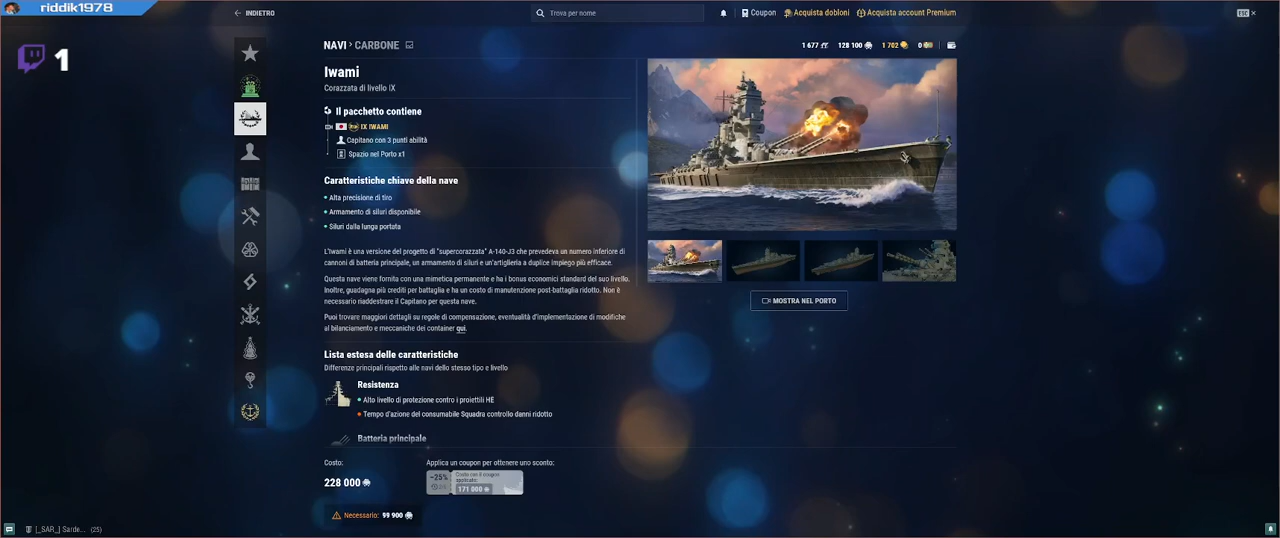 riddik1978
INDIETRO
Trova per nome
Coupon
Acquista dobloni
Acquista account Premium
ESC
1
NAVI > CARBONE
1 677
128 100
1 702
0
Iwami
Corazzata di livello IX
Il pacchetto contiene
IX IWAMI
Capitano con 3 punti abilità
Spazio nel Porto x1
Caratteristiche chiave della nave
Alta precisione di tiro
Armamento di siluri disponibile
Siluri dalla lunga portata
L'Iwami è una versione del progetto di "supercorazzata" A-140-J3 che prevedeva un numero inferiore di
cannoni di batteria principale, un armamento di siluri e un'artiglieria a duplice impiego più efficace.
Questa nave viene fornita con una mimetica permanente e ha i bonus economici standard del suo livello.
Inoltre, guadagna più crediti per battaglia e ha un costo di manutenzione post-battaglia ridotto. Non è
necessario riaddestrare il Capitano per questa nave.
Puoi trovare maggiori dettagli su regole di compensazione, eventualità d'implementazione di modifiche
al bilanciamento e meccaniche dei container qui.
MOSTRA NEL PORTO
Lista estesa delle caratteristiche
Differenze principali rispetto alle navi dello stesso tipo e livello
Resistenza
Alto livello di protezione contro i proiettili HE
Tempo d'azione del consumabile Squadra controllo danni ridotto
Batteria principale
Costo:
228 000
Applica un coupon per ottenere uno sconto:
-25%
Costo con il coupon
applicato:
171 000
Necessario: 99 900
[_SAR_] Sarde... (25)